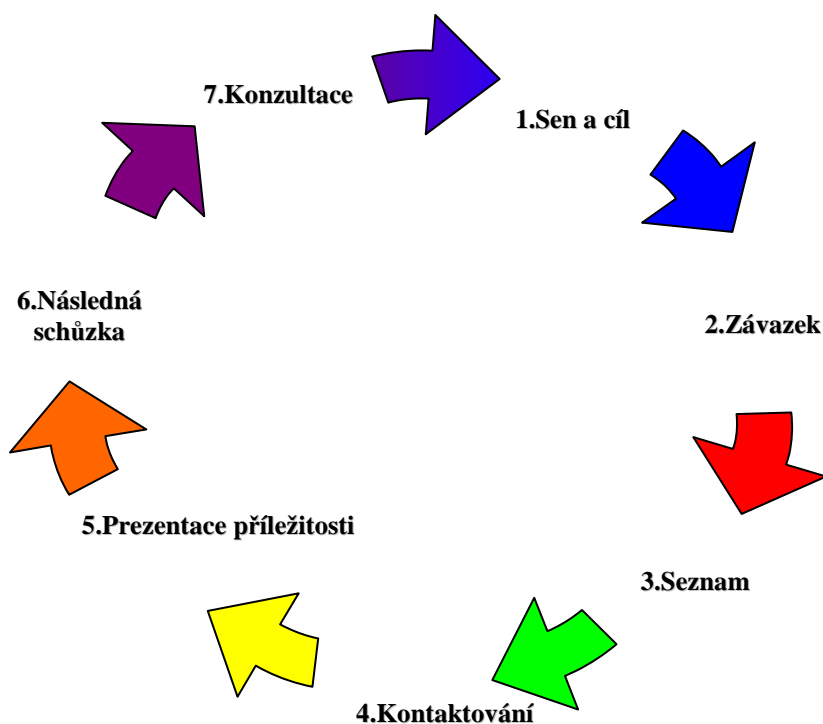 1.Sen a cíl
2.Závazek
3.Seznam
4.Kontaktování
5.Prezentace příležitosti
6.Následná
schůzka
7.Konzultace